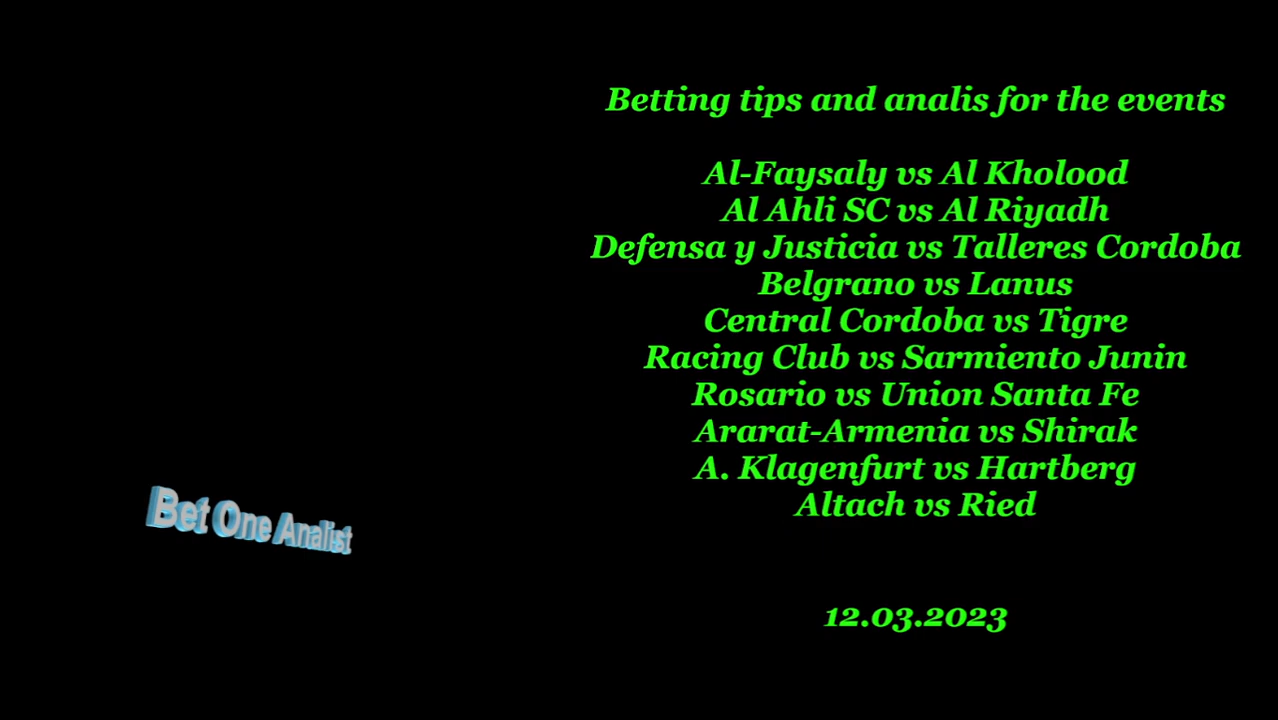 Betting tips and analis for the events
Al-Faysaly vs Al Kholood
Al Ahli SC vs Al Riyadh
Defensa y Justicia vs Talleres Cordoba
Belgrano vs Lanus
Central Cordoba vs Tigre
Racing Club vs Sarmiento Junin
Rosario vs Union Santa Fe
Ararat-Armenia vs Shirak
A. Klagenfurt vs Hartberg
Altach vs Ried
Bet One Analist
12.03.2023